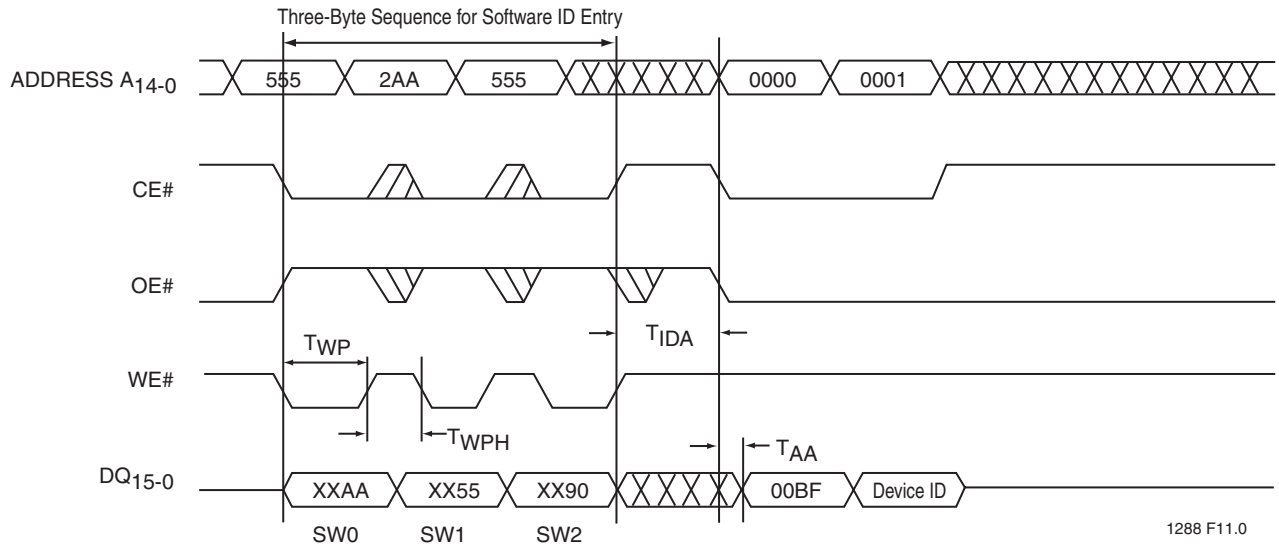 Three-Byte Sequence for Software ID Entry
ADDRESS A14-0
555 2AA 555 0000 0001
CE#
OE#
TIDA
TWP
WE#
TWPH
TAA
DQ15-0
XXAA XX55 XX90 00BF Device ID
SW0 SW1 SW2
1288 F11.0